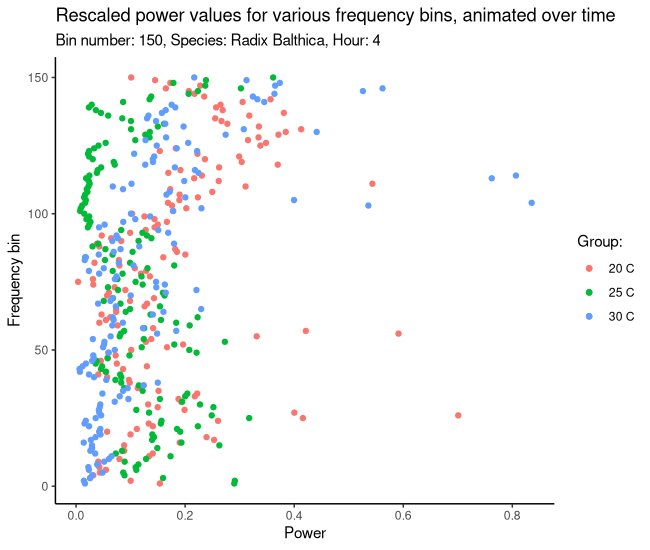 Rescaled power values for various frequency bins, animated over time
Bin number: 150, Species: Radix Balthica, Hour: 4
150
100
50
0
Frequency bin
0.0 0.2 0.4 0.6 0.8
Power
Group:
20 C
25 C
30 C